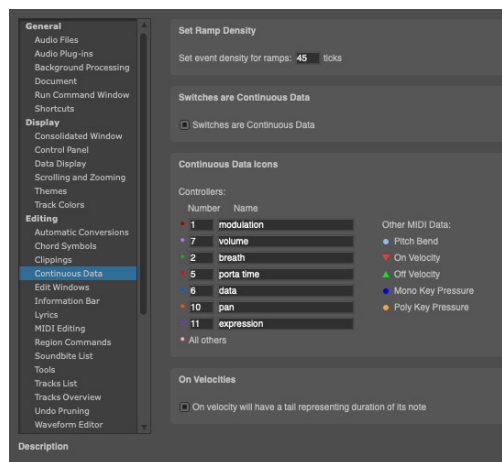 General
Audio Files
Audio Plug-ins
Background Processing
Document
Run Command Window
Shortcuts
Display
Consolidated Window
Control Panel
Data Display
Scrolling and Zooming
Themes
Track Colors
Editing
Automatic Conversions
Chord Symbols
Clippings
Continuous Data
Edit Windows
Information Bar
Lyrics
MIDI Editing
Region Commands
Soundbite List
Tools
Tracks List
Tracks Overview
Undo Pruning
Waveform Editor
Description
Set Ramp Density
Set event density for ramps: 45 ticks
Switches are Continuous Data
Switches are Continuous Data
Continuous Data Icons
Controllers:
Number Name
1 modulation
7 volume
2 breath
5 porta time
6 data
10 pan
11 expression
All others
Other MIDI Data:
Pitch Bend
On Velocity
Off Velocity
Mono Key Pressure
Poly Key Pressure
On Velocities
On velocity will have a tail representing duration of its note